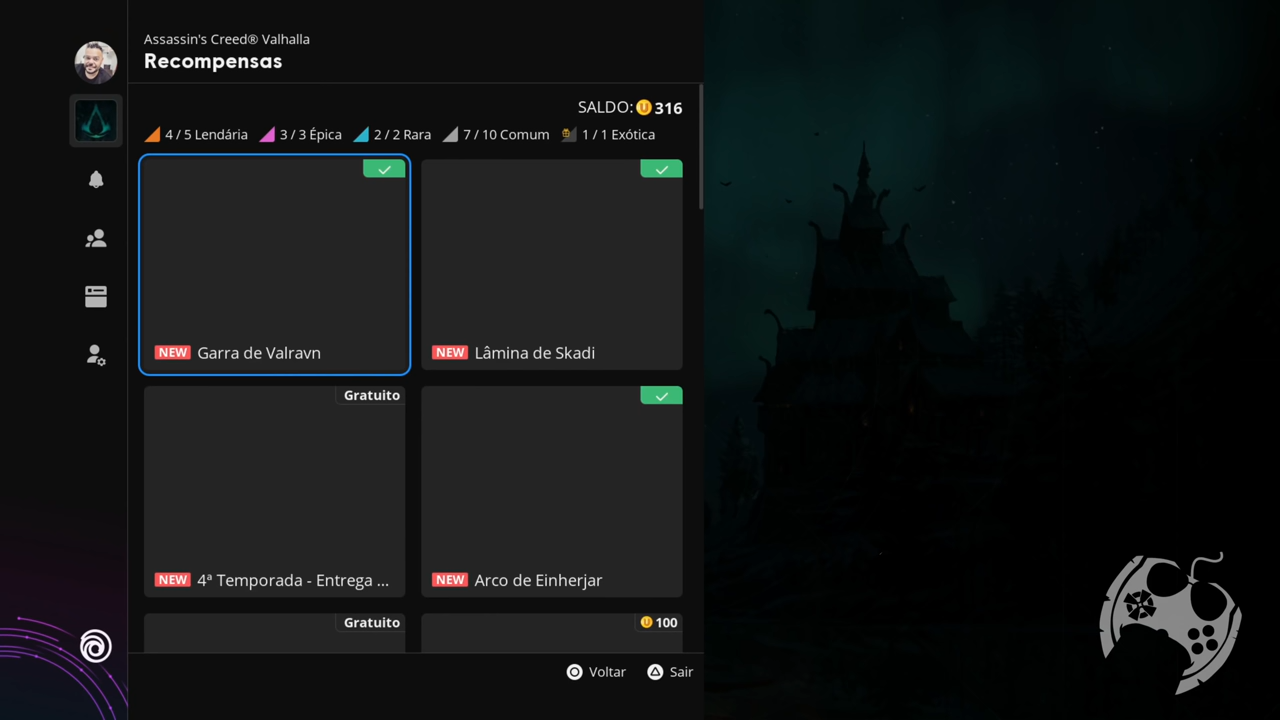 Assassin's Creed® Valhalla
Recompensas
SALDO: 316
4 / 5 Lendária 3 / 3 Épica 2 / 2 Rara 7 / 10 Comum 1 / 1 Exótica
NEW Garra de Valravn
NEW Lâmina de Skadi
Gratuito
NEW 4ª Temporada - Entrega ...
NEW Arco de Einherjar
Gratuito
100
Voltar Sair